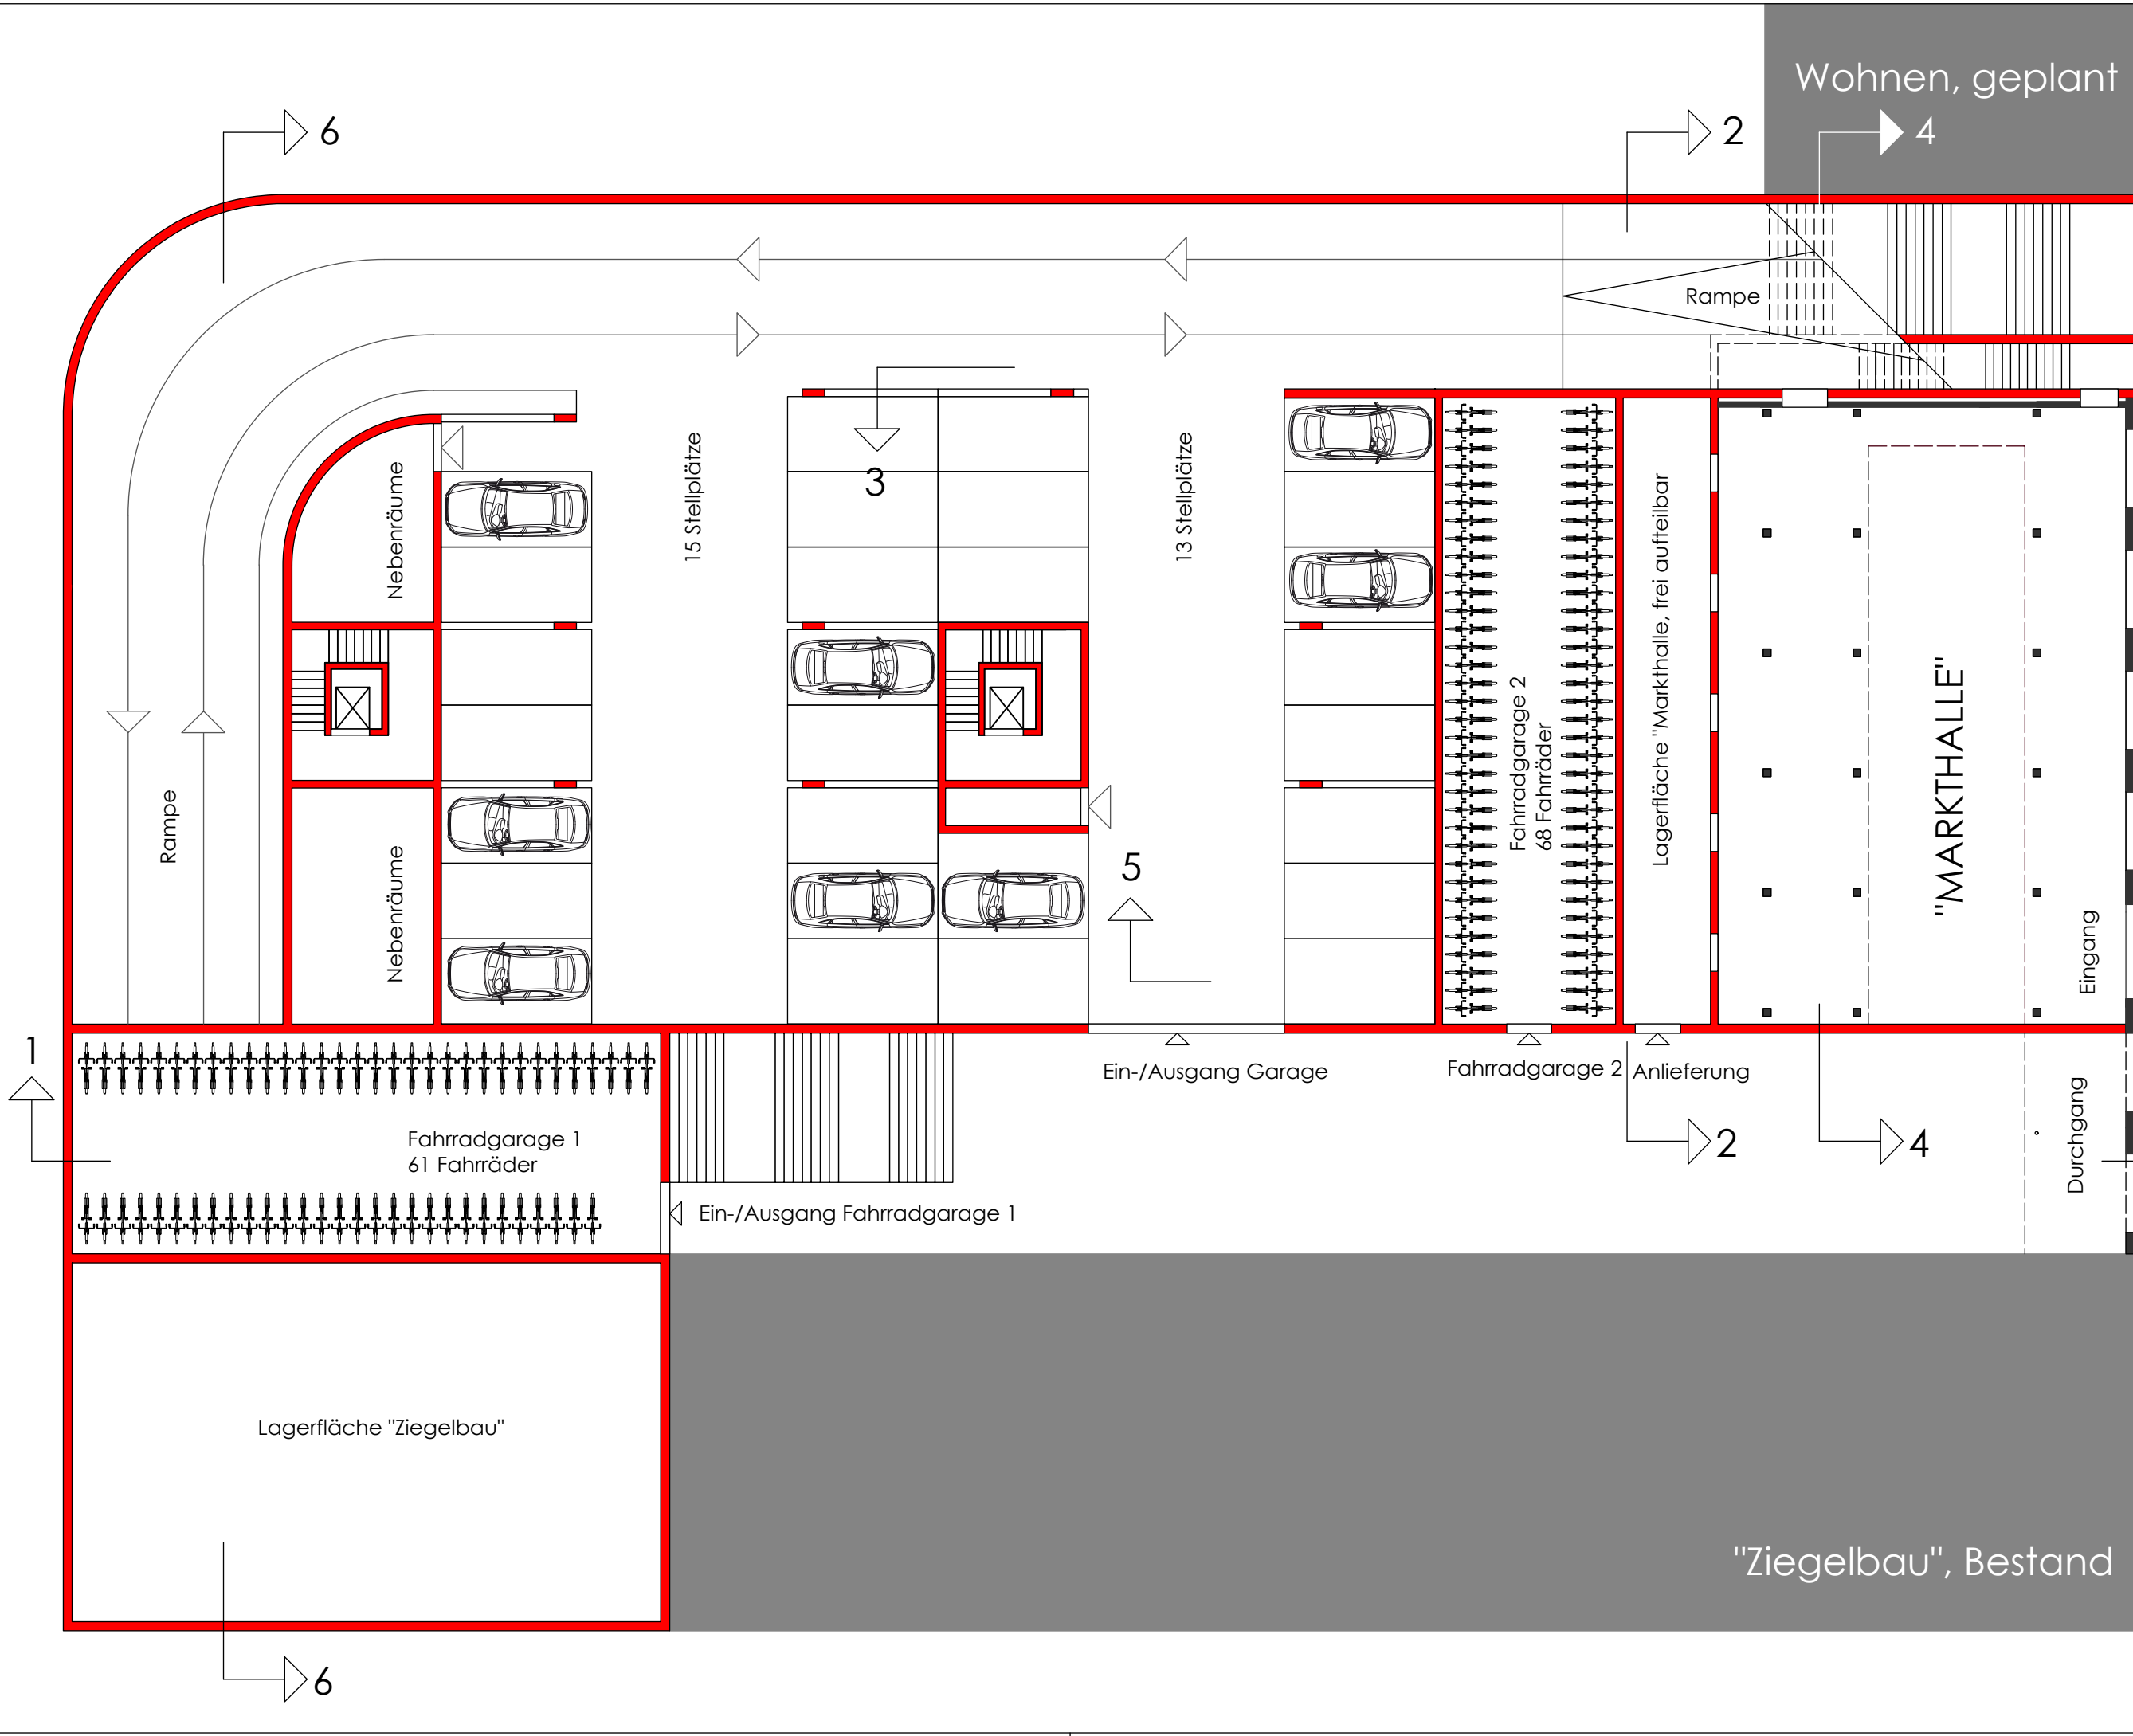 Wohnen, geplant
6
2
4
Rampe
3
15 Stellplätze
13 Stellplätze
Nebenräume
Lagerfläche "Markthalle, frei aufteilbar
"MARKTHALLE"
Fahrradgarage 2
68 Fahrräder
Rampe
Nebenräume
5
Eingang
1
Ein-/Ausgang Garage
Fahrradgarage 2
Anlieferung
Fahrradgarage 1
61 Fahrräder
2
4
Durchgang
Ein-/Ausgang Fahrradgarage 1
Lagerfläche "Ziegelbau"
"Ziegelbau", Bestand
6